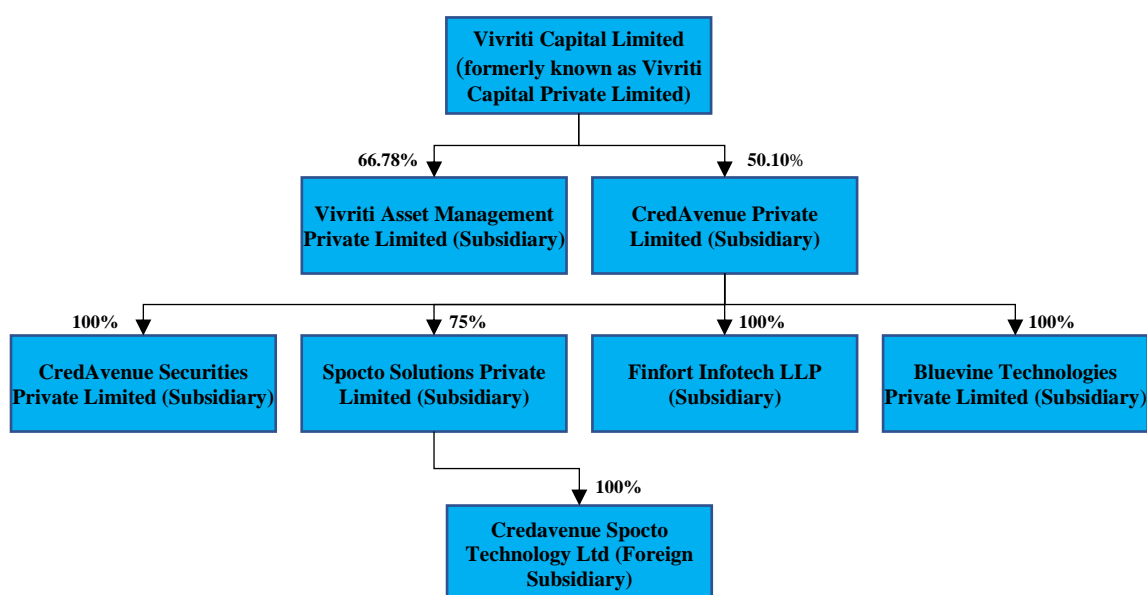 Vivriti Capital Limited
(formerly known as Vivriti
Capital Private Limited)
66.78%
50.10%
Vivriti Asset Management
Private Limited (Subsidiary)
CredAvenue Private
Limited (Subsidiary)
100%
75%
100%
100%
CredAvenue Securities
Private Limited (Subsidiary)
Spocto Solutions Private
Limited (Subsidiary)
Finfort Infotech LLP
(Subsidiary)
Bluevine Technologies
Private Limited (Subsidiary)
100%
Credavenue Spocto
Technology Ltd (Foreign
Subsidiary)